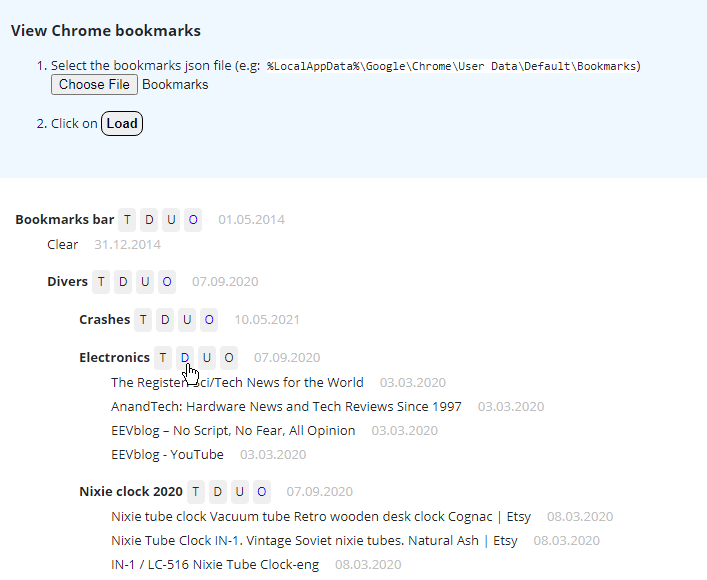 View Chrome bookmarks
1. Select the bookmarks json file (e.g: %LocalAppData%\Google\Chrome\User Data\Default\Bookmarks)
Choose File Bookmarks
2. Click on Load
Bookmarks bar T D U O 01.05.2014
Clear 31.12.2014
Divers T D U O 07.09.2020
Crashes T D U O 10.05.2021
Electronics T D U O 07.09.2020
The Register: Sci/Tech News for the World 03.03.2020
AnandTech: Hardware News and Tech Reviews Since 1997 03.03.2020
EEVblog – No Script, No Fear, All Opinion 03.03.2020
EEVblog - YouTube 03.03.2020
Nixie clock 2020 T D U O 07.09.2020
Nixie tube clock Vacuum tube Retro wooden desk clock Cognac | Etsy 08.03.2020
Nixie Tube Clock IN-1. Vintage Soviet nixie tubes. Natural Ash | Etsy 08.03.2020
IN-1 / LC-516 Nixie Tube Clock-eng 08.03.2020